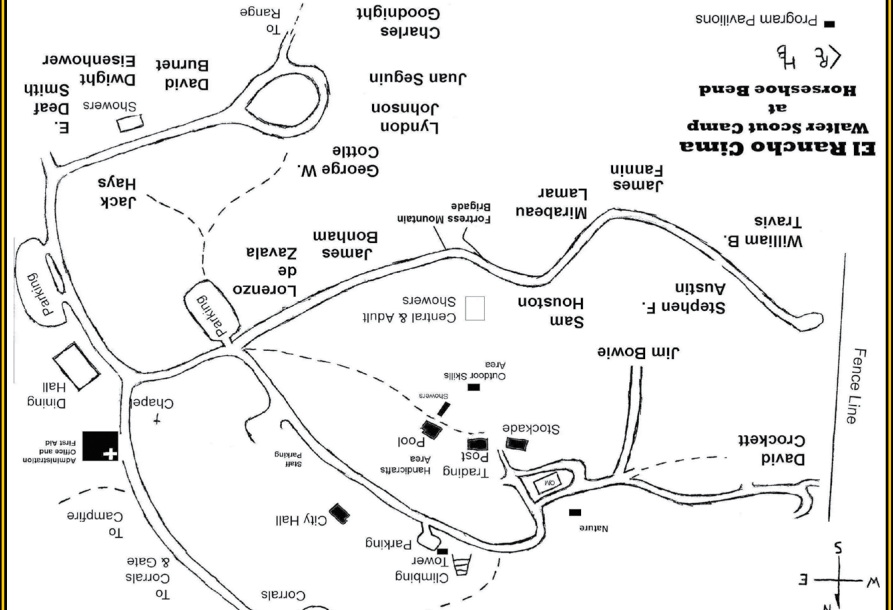 N
W
E
S
Corrals
To
Corrals
& Gate
Climbing
Tower
Parking
To
Campfire
Nature
City Hall
QM
Administration
Office and
First Aid
David
Crockett
Trading
Post
Handicrafts
Area
Staff
Parking
Stockade
Pool
Chapel
Dining
Hall
Showers
Outdoor Skills
Area
Fence Line
Jim Bowie
Stephen F.
Austin
Sam
Houston
Central & Adult
Showers
Parking
Parking
Lorenzo
de
Zavala
William B.
Travis
James
Bonham
Fortress Mountain
Brigade
Mirabeau
Lamar
James
Fannin
Jack
Hays
George W.
Cottle
El Rancho Cima
Walter Scout Camp
at
Horseshoe Bend
Lyndon
Johnson
E.
Deaf
Smith
Showers
Juan Seguin
David
Burnet
Dwight
Eisenhower
Program Pavilions
Charles
Goodnight
To
Range